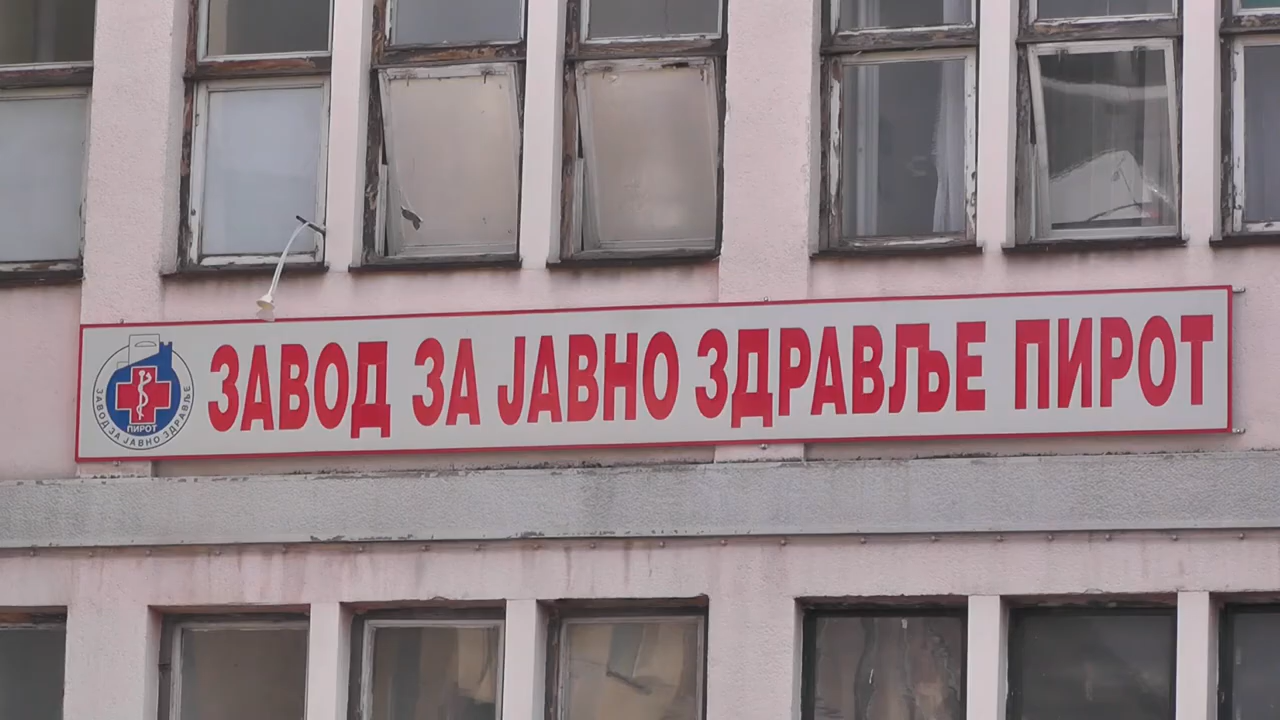 ЗАВОД ЗА ЈАВНО ЗДРАВЉЕ ПИРОТ
ПИРОТ
ЗАВОД ЗА ЈАВНО ЗДРАВЉЕ